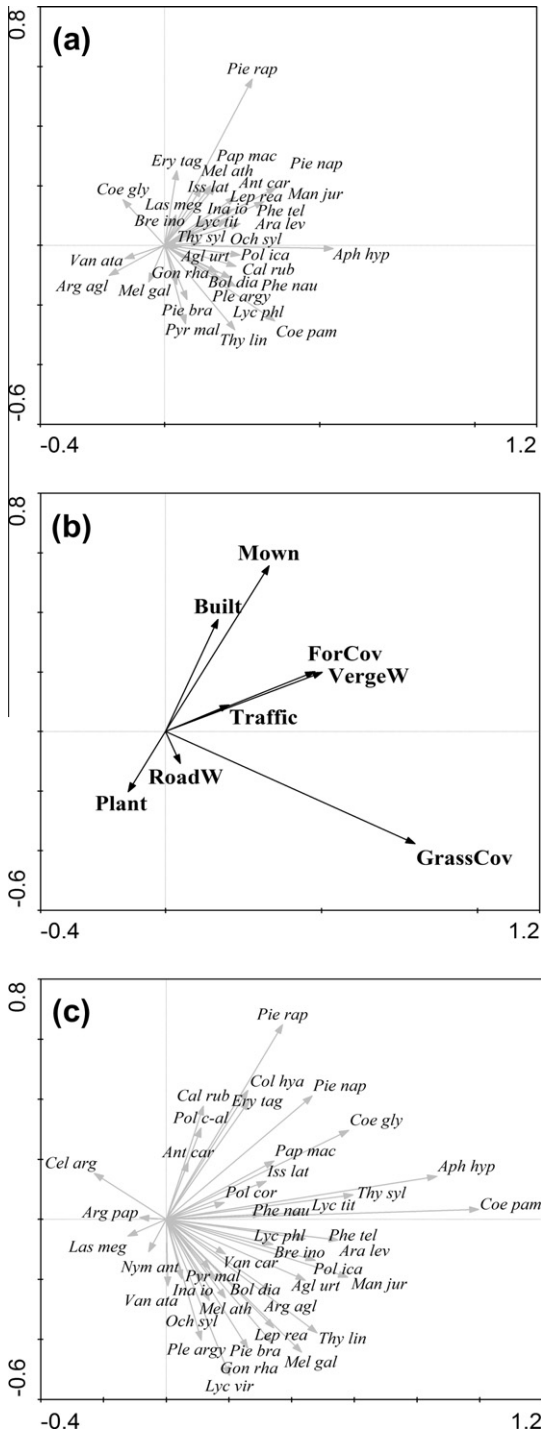 0.8
(a)
Pie rap
Pap mac
Pie nap
Ery tag
Mel ath
Coe gly
Iss lat
Ant car
Lep rea
Man jur
Las meg
Ina io
Phe tel
Bre ino
Lyc tit
Ara lev
Thy syl
Och syl
Van ata
Agl urt
Pol ica
Aph hyp
Arg agl
Gon rha
Cal rub
Mel gal
Bol dia
Phe nau
Ple argy
Pie bra
Lyc phl
Pyr mal
Thy lin
Coe pam
-0.6
-0.4
1.2
0.8
(b)
Mown
Built
ForCov
VergeW
Traffic
RoadW
Plant
GrassCov
-0.6
-0.4
1.2
0.8
(c)
Pie rap
Cal rub
Col hya
Pie nap
Ery tag
Pol c-al
Coe gly
Ant car
Pap mac
Cel arg
Iss lat
Aph hyp
Pol cor
Thy syl
Arg pap
Phe nau
Lyc tit
Coe pam
Las meg
Lyc phl
Phe tel
Bre ino
Ara lev
Nym ant
Van car
Pol ica
Pyr mal
Agl urt
Man jur
Van ata
Ina io
Bol dia
Mel ath
Arg agl
Och syl
Lep rea
Thy lin
Ple argy
Pie bra
Mel gal
Gon rha
Lyc vir
-0.6
-0.4
1.2